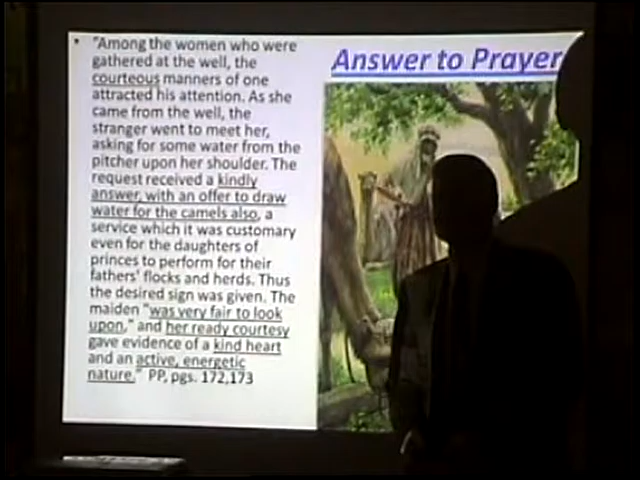 Answer to Prayer
• "Among the women who were
gathered at the well, the
courteous manners of one
attracted his attention. As she
came from the well, the
stranger went to meet her,
asking for some water from the
pitcher upon her shoulder. The
request received a kindly
answer, with an offer to draw
water for the camels also, a
service which it was customary
even for the daughters of
princes to perform for their
fathers' flocks and herds. Thus
the desired sign was given. The
maiden "was very fair to look
upon," and her ready courtesy
gave evidence of a kind heart
and an active, energetic
nature." PP, pgs. 172,173